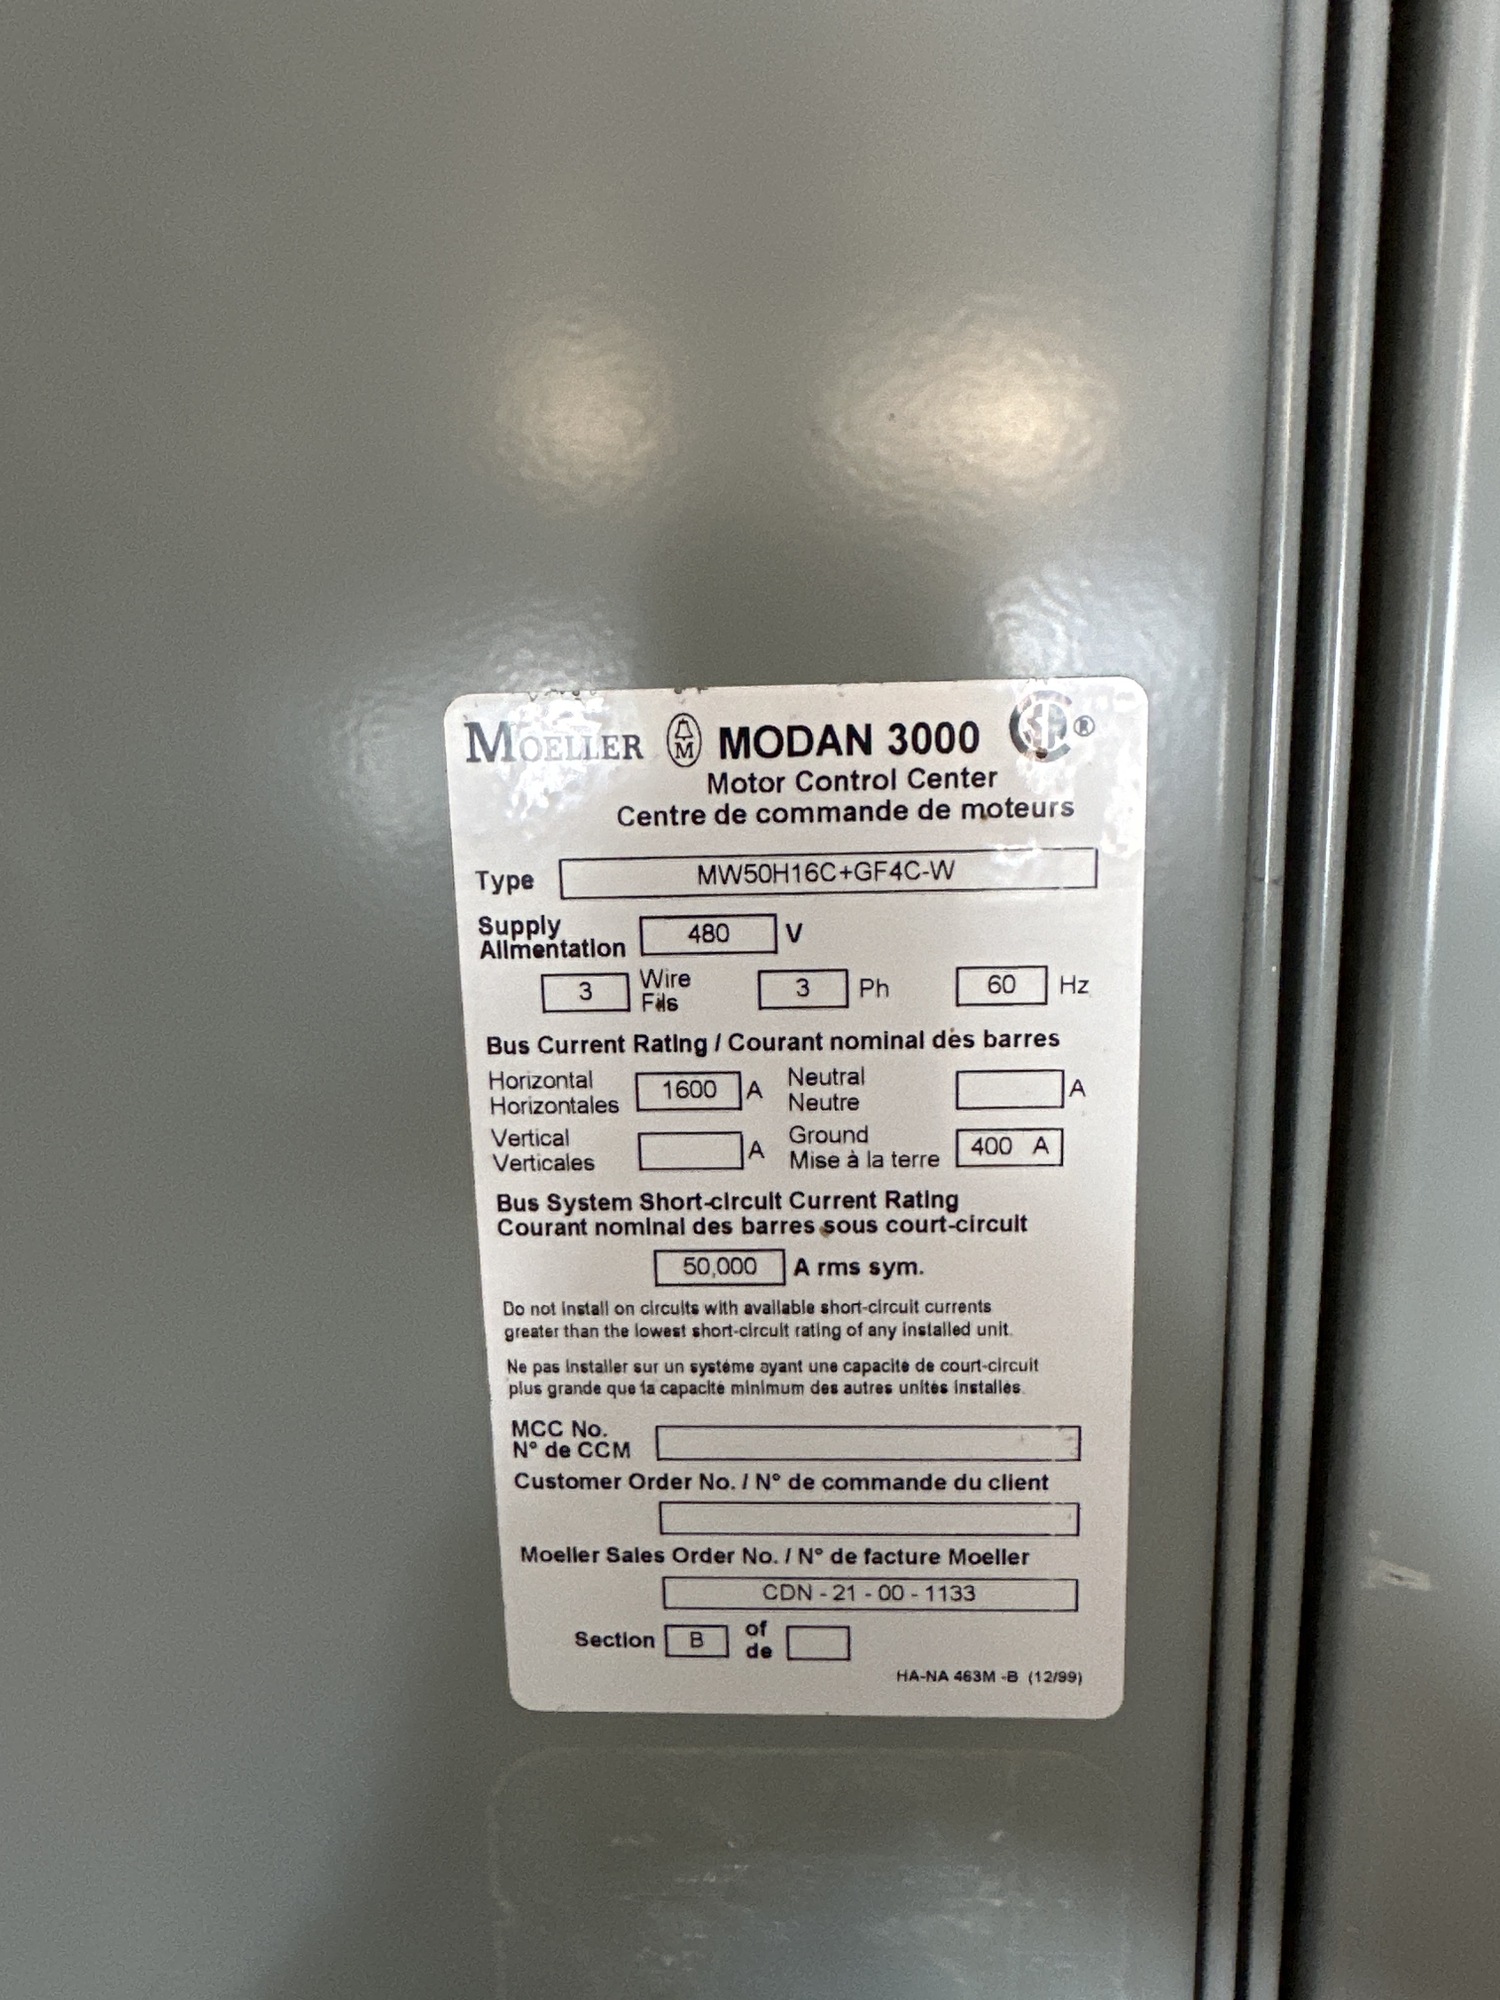 MOELLER M MODAN 3000 ®
Motor Control Center
Centre de commande de moteurs
Type MW50H16C+GF4C-W
Supply
Alimentation 480 V
3 Wire
Fils 3 Ph 60 Hz
Bus Current Rating / Courant nominal des barres
Horizontal
Horizontales 1600 A Neutral
Neutre A
Vertical
Verticales A Ground
Mise à la terre 400 A
Bus System Short-circuit Current Rating
Courant nominal des barres sous court-circuit
50,000 A rms sym.
Do not install on circuits with available short-circuit currents
greater than the lowest short-circuit rating of any installed unit.
Ne pas installer sur un système ayant une capacité de court-circuit
plus grande que la capacité minimum des autres unités installés.
MCC No.
N° de CCM
Customer Order No. / N° de commande du client
Moeller Sales Order No. / N° de facture Moeller
CDN - 21 - 00 - 1133
Section B of
de
HA-NA 463M -B (12/99)